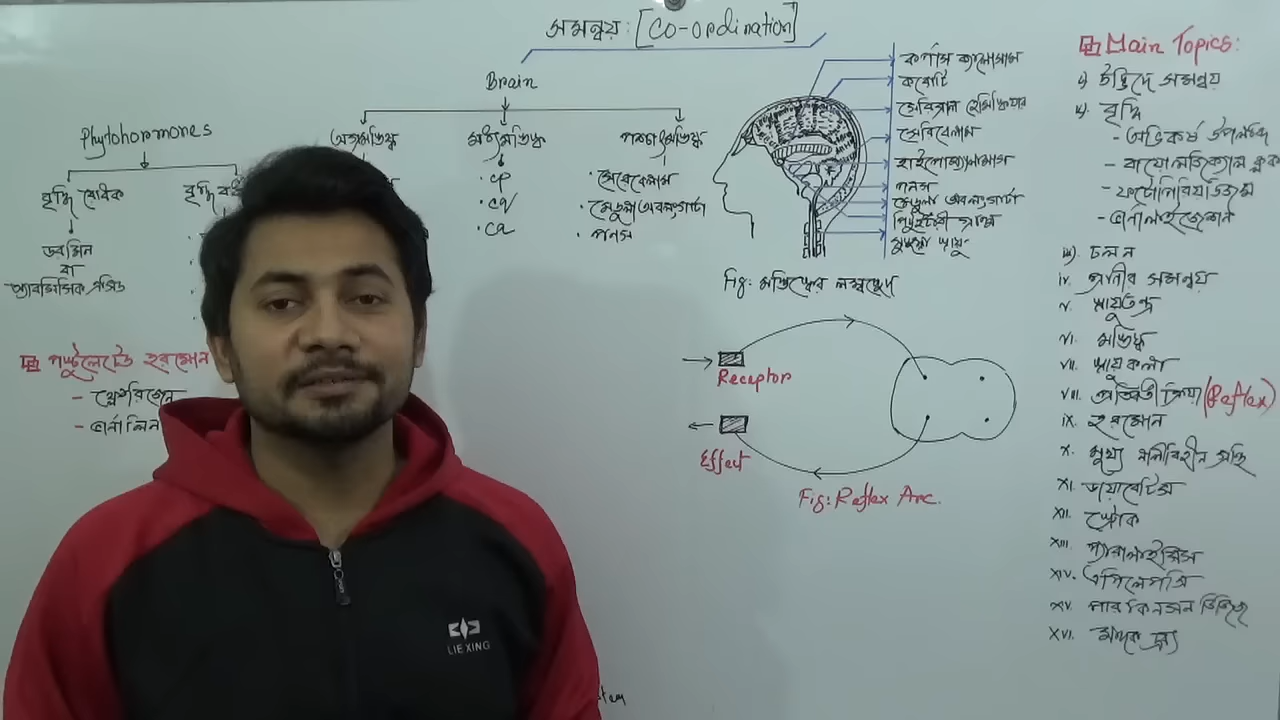 সমন্বয়: [Co-ordination]
Brain
Phytohormones
অগ্রমস্তিষ্ক
মধ্যমস্তিষ্ক
পশ্চাৎমস্তিষ্ক
বৃদ্ধি রোধক
বৃদ্ধি
ডরমিন
বা
অ্যাবসিসিক এসিড
পস্টুলেটেড হরমোন
- ফ্লোরিজেন
- ভার্নালিন
· cp
· cq
· ca
· সেরেবেলাম
· মেডুলা অবলংগাটা
· পনস
কর্পাস ক্যালোসাম
করোটি
সেরিব্রাল হেমিস্ফিয়ার
সেরিবেলাম
হাইপোথ্যালামাস
পনস
মেডুলা অবলংগাটা
পিটুইটারী গ্রন্থি
সুষুম্না স্নায়ু
Fig: মস্তিষ্কের লম্বচ্ছেদ
Receptor
Effect
Fig: Reflex Arc.
Main Topics:
i) উদ্ভিদে সমন্বয়
ii) বৃদ্ধি
- অভিকর্ষ উপলব্ধি
- বায়োলজিক্যাল ক্লক
- ফটোপিরিয়ডিজম
- ভার্নালাইজেশন
iii) চলন
iv. প্রাণীর সমন্বয়
v. স্নায়ুতন্ত্র
vi. মস্তিষ্ক
vii. স্নায়ুকলা
viii. প্রতিবর্তী ক্রিয়া (Reflex)
ix. হরমোন
x. মুখ্য নালিবিহীন গ্রন্থি
xi. ডায়াবেটিস
xii. স্ট্রোক
xiii. প্যারালাইসিস
xiv. এপিলেপসি
xv. পারকিনসন ডিজিজ
xvi. মাদক দ্রব্য
LIEXING